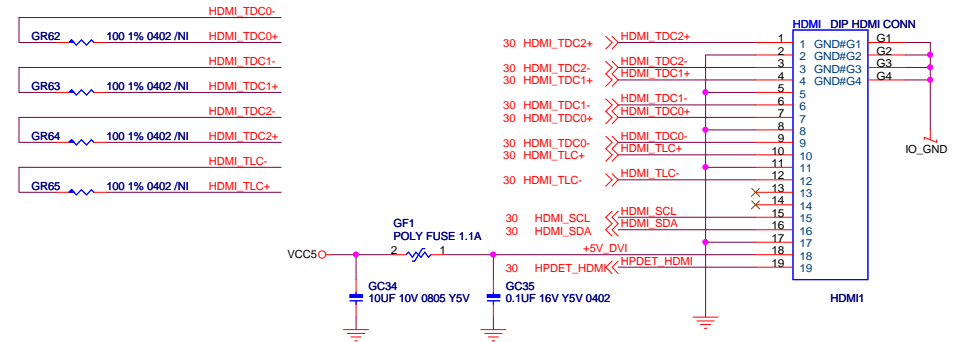 HDMI_TDC0-
GR62 100 1% 0402 /NI HDMI_TDC0+
HDMI_TDC1-
GR63 100 1% 0402 /NI HDMI_TDC1+
HDMI_TDC2-
GR64 100 1% 0402 /NI HDMI_TDC2+
HDMI_TLC-
GR65 100 1% 0402 /NI HDMI_TLC+
HDMI DIP HDMI CONN
30 HDMI_TDC2+ HDMI_TDC2+ 1 1 GND#G1 G1
2 2 GND#G2 G2
30 HDMI_TDC2- HDMI_TDC2- 3 3 GND#G3 G3
30 HDMI_TDC1+ HDMI_TDC1+ 4 4 GND#G4 G4
5 5
30 HDMI_TDC1- HDMI_TDC1- 6 6
30 HDMI_TDC0+ HDMI_TDC0+ 7 7
8 8
30 HDMI_TDC0- HDMI_TDC0- 9 9
IO_GND
30 HDMI_TLC+ HDMI_TLC+ 10 10
11 11
30 HDMI_TLC- HDMI_TLC- 12 12
13 13
14 14
30 HDMI_SCL HDMI_SCL 15 15
30 HDMI_SDA HDMI_SDA 16 16
17 17
+5V_DVI 18 18
30 HPDET_HDMI HPDET_HDMI 19 19
HDMI1
GF1
POLY FUSE 1.1A
VCC5 2 1
GC34
10UF 10V 0805 Y5V
GC35
0.1UF 16V Y5V 0402